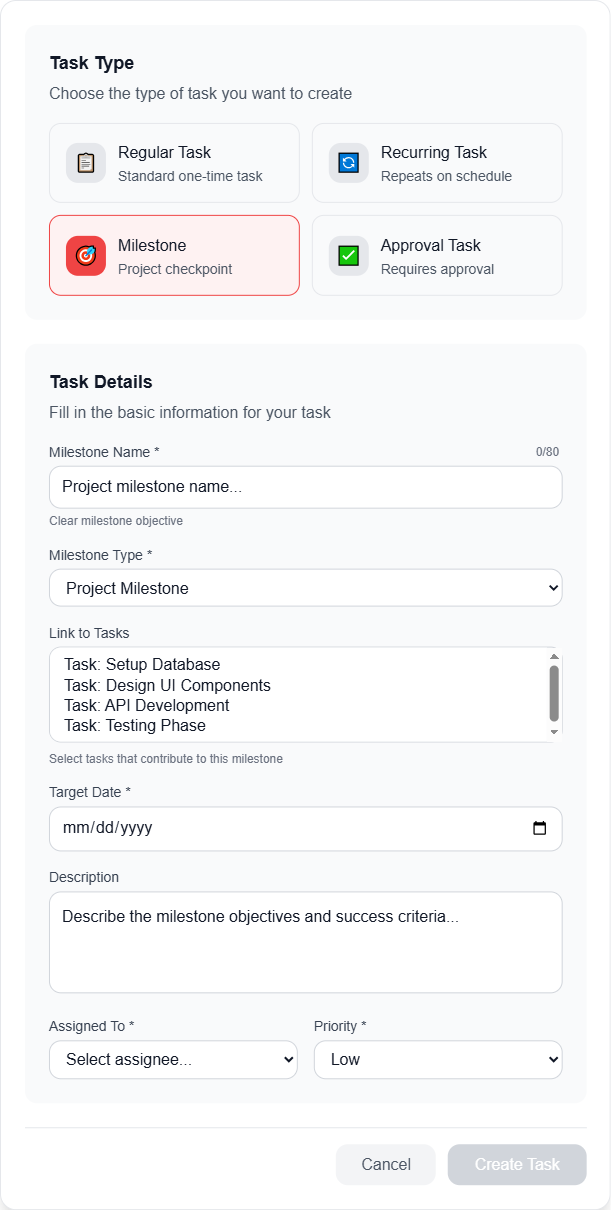 Task Type
Choose the type of task you want to create
Regular Task
Standard one-time task
Recurring Task
Repeats on schedule
Milestone
Project checkpoint
Approval Task
Requires approval
Task Details
Fill in the basic information for your task
Milestone Name *
0/80
Project milestone name...
Clear milestone objective
Milestone Type *
Project Milestone
Link to Tasks
Task: Setup Database
Task: Design UI Components
Task: API Development
Task: Testing Phase
Select tasks that contribute to this milestone
Target Date *
mm/dd/yyyy
Description
Describe the milestone objectives and success criteria...
Assigned To *
Priority *
Select assignee...
Low
Cancel
Create Task